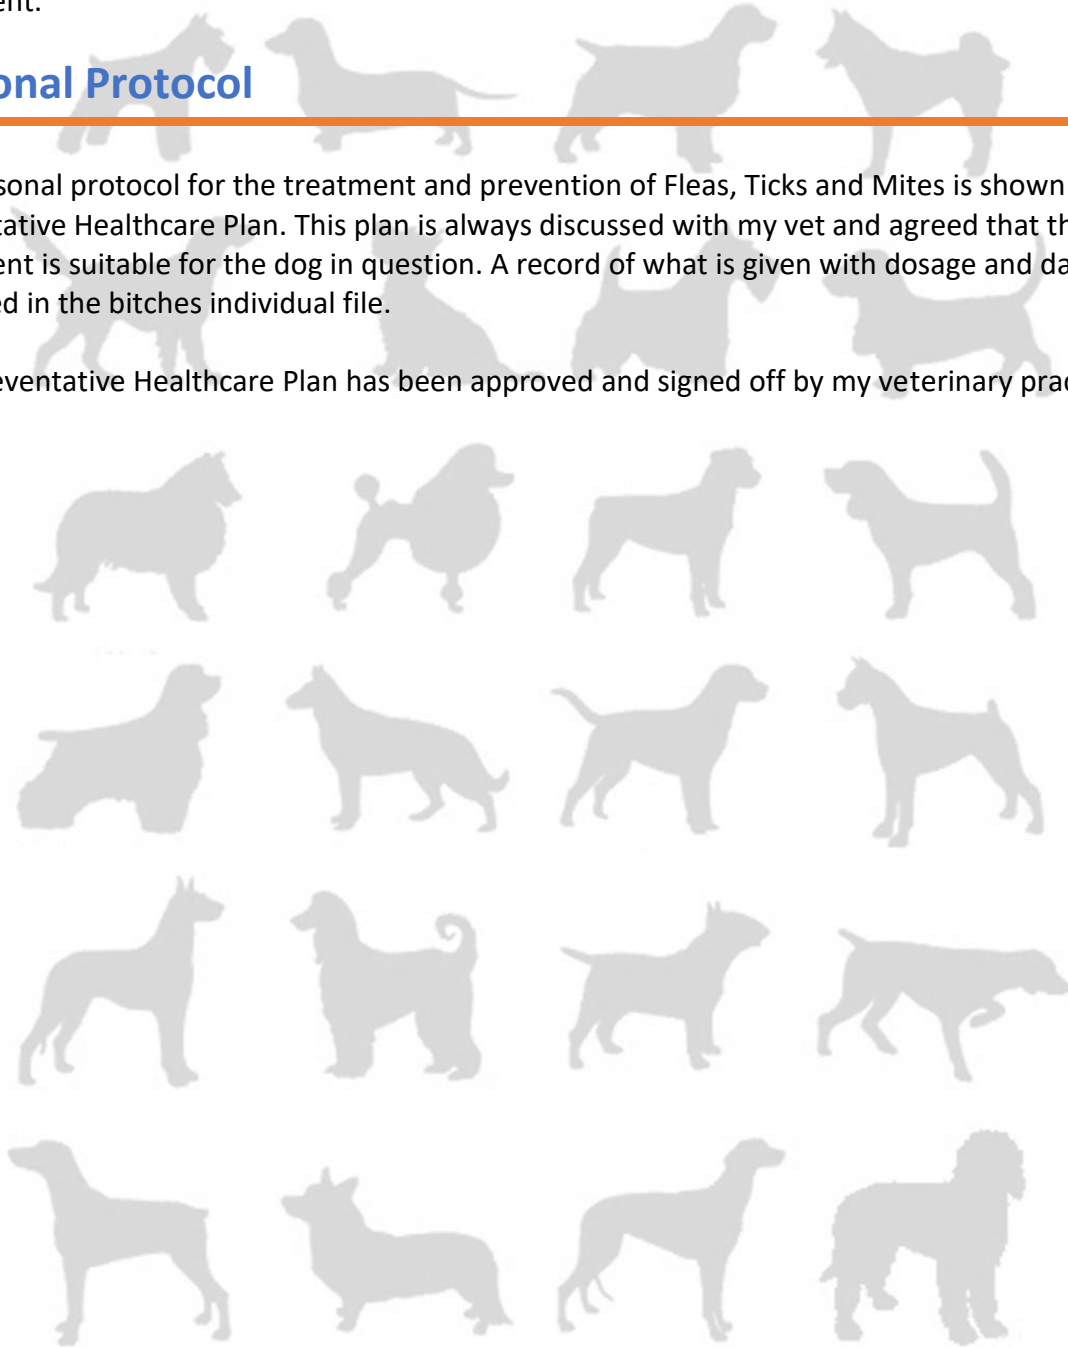 ent.
onal Protocol
sonal protocol for the treatment and prevention of Fleas, Ticks and Mites is shown
tative Healthcare Plan. This plan is always discussed with my vet and agreed that th
ent is suitable for the dog in question. A record of what is given with dosage and da
ed in the bitches individual file.
eventative Healthcare Plan has been approved and signed off by my veterinary prac